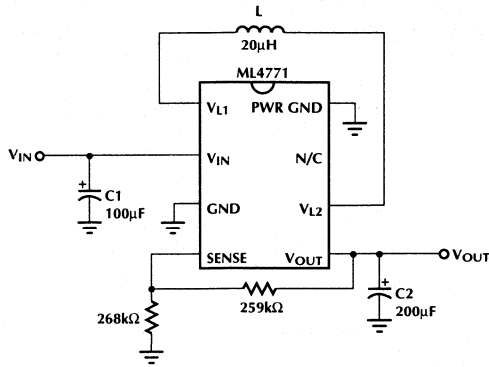 L
20μH
ML4771
VL1
PWR GND
VIN
VIN
N/C
C1
100μF
GND
VL2
SENSE
VOUT
VOUT
259kΩ
268kΩ
C2
200μF
+
+